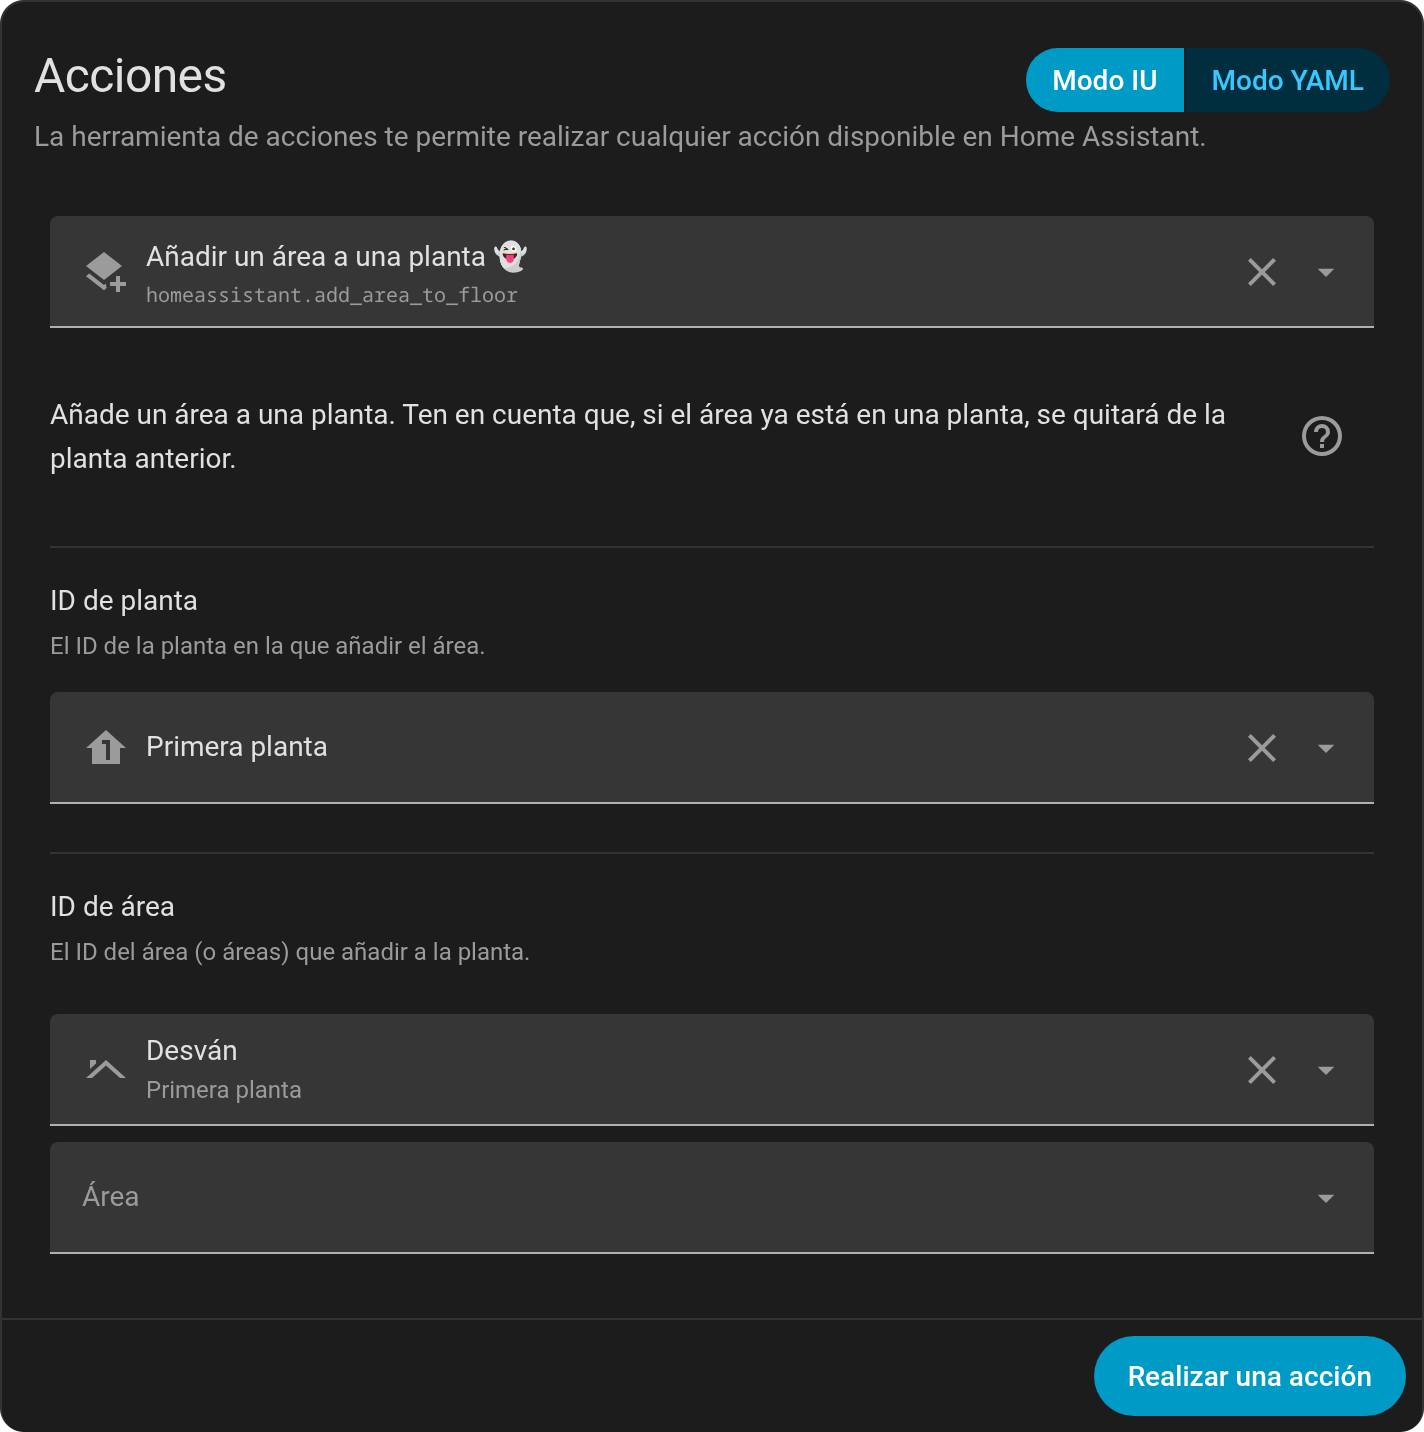 Acciones
Modo IU
Modo YAML
La herramienta de acciones te permite realizar cualquier acción disponible en Home Assistant.
Añadir un área a una planta 👻
homeassistant.add_area_to_floor
Añade un área a una planta. Ten en cuenta que, si el área ya está en una planta, se quitará de la
planta anterior.
ID de planta
El ID de la planta en la que añadir el área.
Primera planta
ID de área
El ID del área (o áreas) que añadir a la planta.
Desván
Primera planta
Área
Realizar una acción